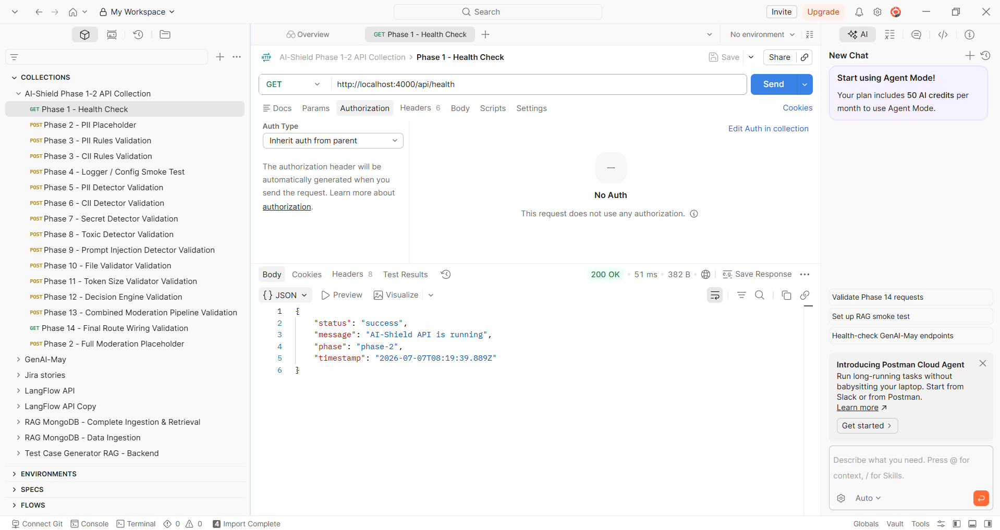 My Workspace
Search
Invite
Upgrade
Overview
GET Phase 1 - Health Check
No environment
AI
COLLECTIONS
AI-Shield Phase 1-2 API Collection
GET Phase 1 - Health Check
POST Phase 2 - PII Placeholder
POST Phase 3 - PII Rules Validation
POST Phase 3 - CII Rules Validation
POST Phase 4 - Logger / Config Smoke Test
POST Phase 5 - PII Detector Validation
POST Phase 6 - CII Detector Validation
POST Phase 7 - Secret Detector Validation
POST Phase 8 - Toxic Detector Validation
POST Phase 9 - Prompt Injection Detector Validation
POST Phase 10 - File Validator Validation
POST Phase 11 - Token Size Validator Validation
POST Phase 12 - Decision Engine Validation
POST Phase 13 - Combined Moderation Pipeline Validation
GET Phase 14 - Final Route Wiring Validation
POST Phase 2 - Full Moderation Placeholder
GenAI-May
Jira stories
LangFlow API
LangFlow API Copy
RAG MongoDB - Complete Ingestion & Retrieval
RAG MongoDB - Data Ingestion
Test Case Generator RAG - Backend
ENVIRONMENTS
SPECS
FLOWS
HTTP AI-Shield Phase 1-2 API Collection > Phase 1 - Health Check
Save
Share
GET
http://localhost:4000/api/health
Send
Docs Params Authorization Headers 6 Body Scripts Settings
Cookies
Auth Type
Inherit auth from parent
The authorization header will be
automatically generated when you
send the request. Learn more about
authorization.
Edit Auth in collection
No Auth
This request does not use any authorization.
Body Cookies Headers 8 Test Results
200 OK • 51 ms • 382 B •
e.g. Save Response
{} JSON
Preview
Visualize
1 {
2 "status": "success",
3 "message": "AI-Shield API is running",
4 "phase": "phase-2",
5 "timestamp": "2026-07-07T08:19:39.889Z"
6 }
New Chat
Start using Agent Mode!
Your plan includes 50 AI credits per
month to use Agent Mode.
Validate Phase 14 requests
Set up RAG smoke test
Health-check GenAI-May endpoints
Introducing Postman Cloud Agent
Run long-running tasks without
babysitting your laptop. Start from
Slack or from Postman.
Learn more ↗
Get started >
Describe what you need. Press @ for
context, / for Skills.
Auto
Connect Git
Console
Terminal
0
0
4 Import Complete
Globals
Vault
Tools